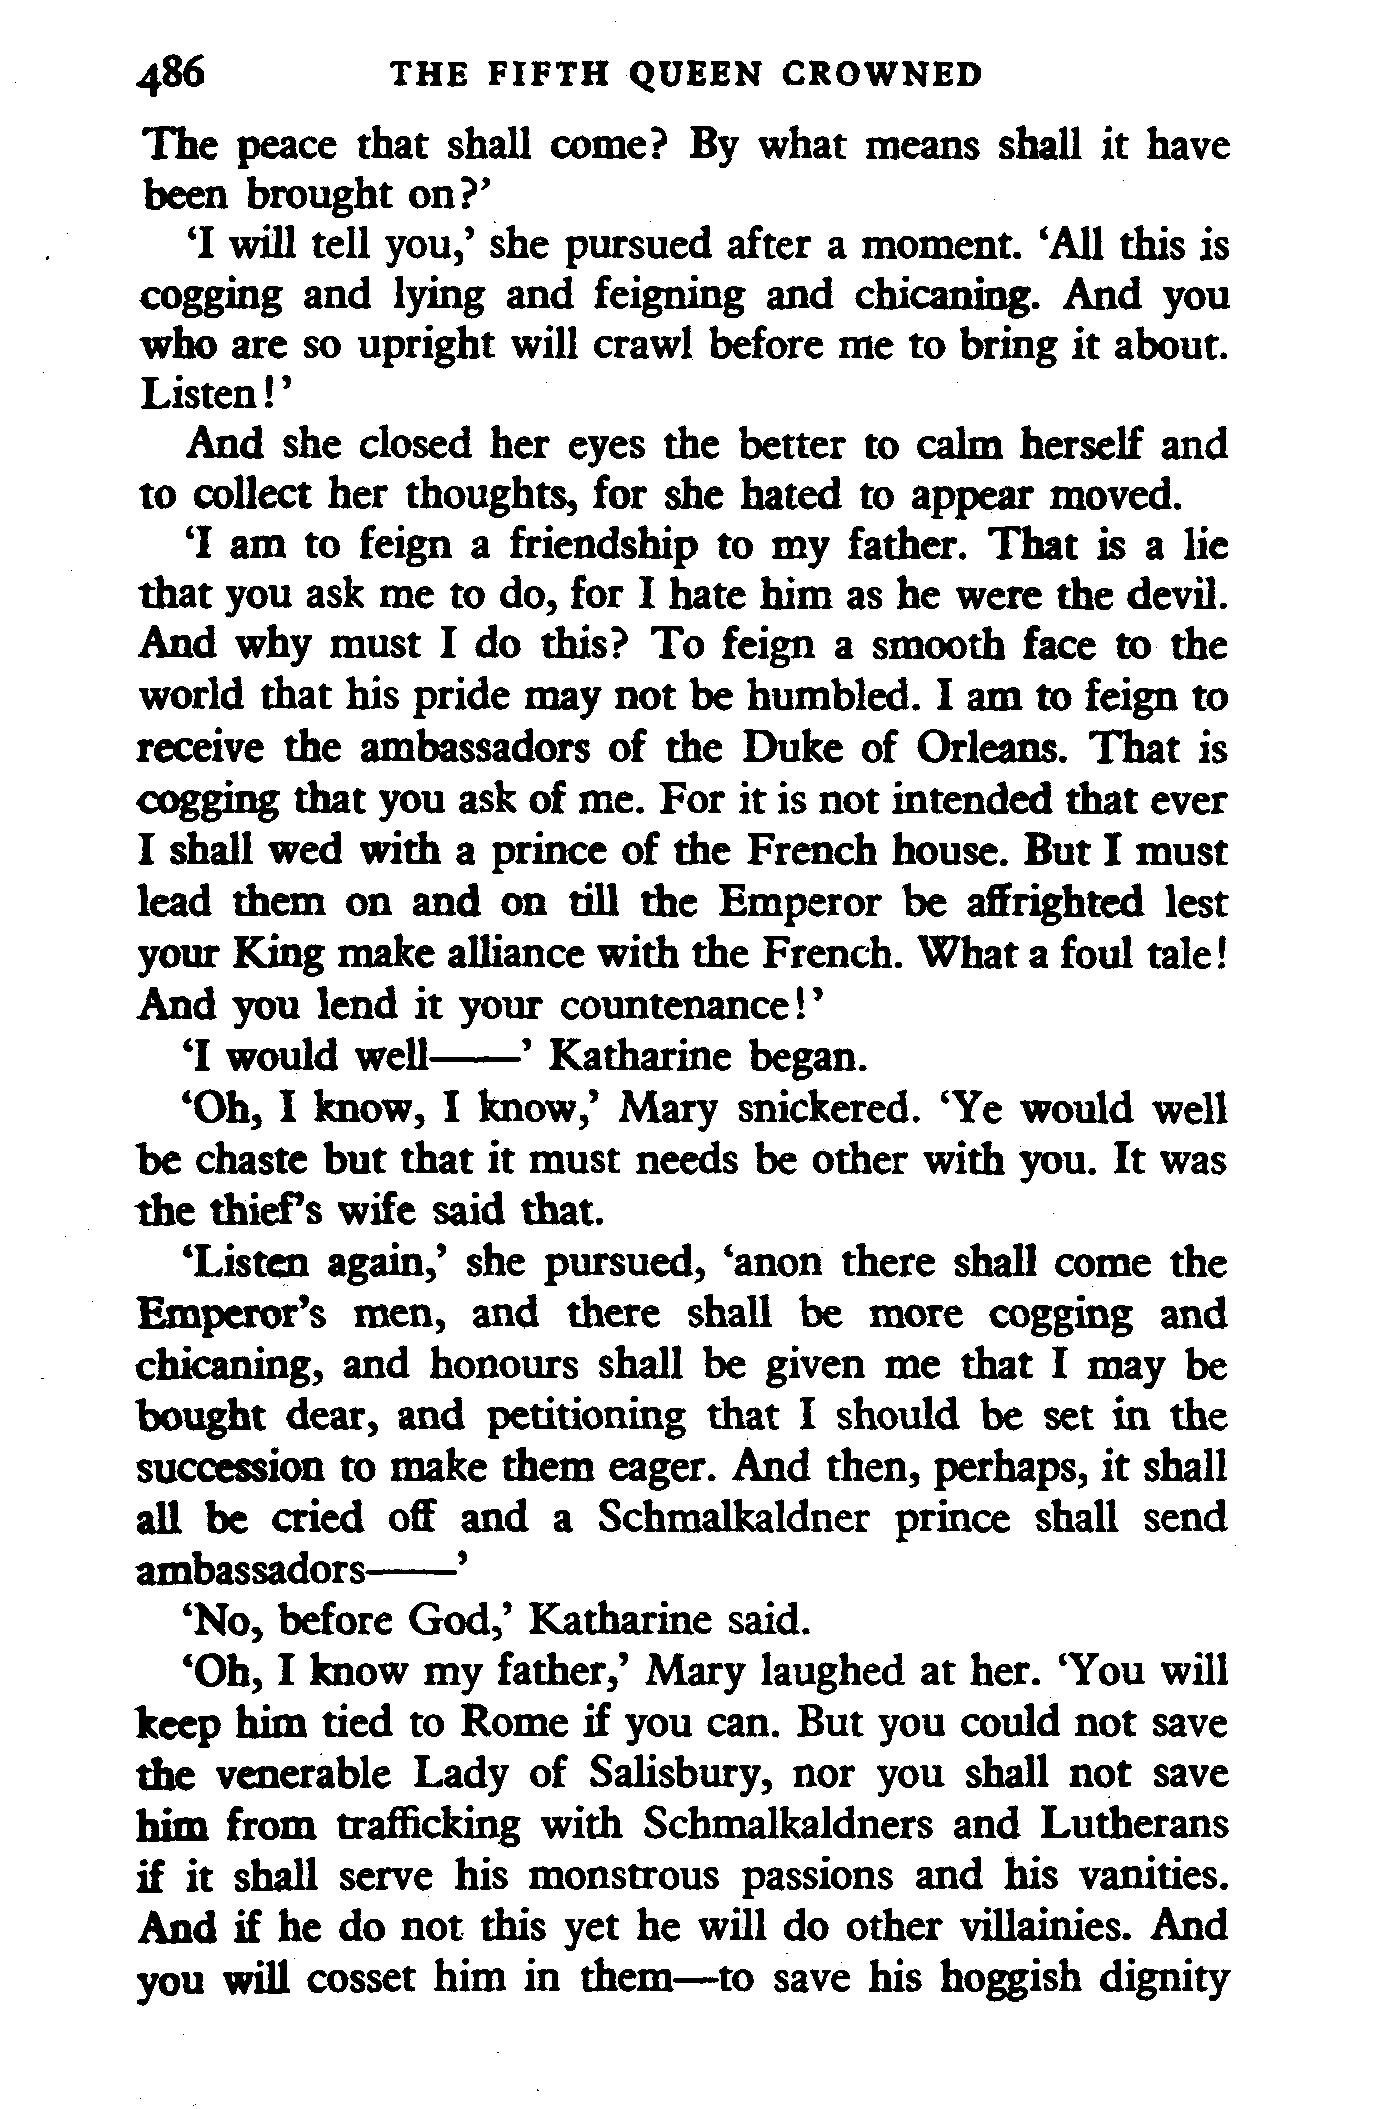 486 THE FIFTH QUEEN CROWNED
The peace that shall come? By what means shall it have
been brought on?’
‘I will tell you,’ she pursued after a moment. ‘All this is
cogging and lying and feigning and chicaning. And you
who are so upright will crawl before me to bring it about.
Listen!’
And she closed her eyes the better to calm herself and
to collect her thoughts, for she hated to appear moved.
‘I am to feign a friendship to my father. That is a lie
that you ask me to do, for I hate him as he were the devil.
And why must I do this? To feign a smooth face to the
world that his pride may not be humbled. I am to feign to
receive the ambassadors of the Duke of Orleans. That is
cogging that you ask of me. For it is not intended that ever
I shall wed with a prince of the French house. But I must
lead them on and on till the Emperor be affrighted lest
your King make alliance with the French. What a foul tale!
And you lend it your countenance!’
‘I would well——’ Katharine began.
‘Oh, I know, I know,’ Mary snickered. ‘Ye would well
be chaste but that it must needs be other with you. It was
the thief’s wife said that.
‘Listen again,’ she pursued, ‘anon there shall come the
Emperor’s men, and there shall be more cogging and
chicaning, and honours shall be given me that I may be
bought dear, and petitioning that I should be set in the
succession to make them eager. And then, perhaps, it shall
all be cried off and a Schmalkaldner prince shall send
ambassadors——’
‘No, before God,’ Katharine said.
‘Oh, I know my father,’ Mary laughed at her. ‘You will
keep him tied to Rome if you can. But you could not save
the venerable Lady of Salisbury, nor you shall not save
him from trafficking with Schmalkaldners and Lutherans
if it shall serve his monstrous passions and his vanities.
And if he do not this yet he will do other villainies. And
you will cosset him in them—to save his hoggish dignity